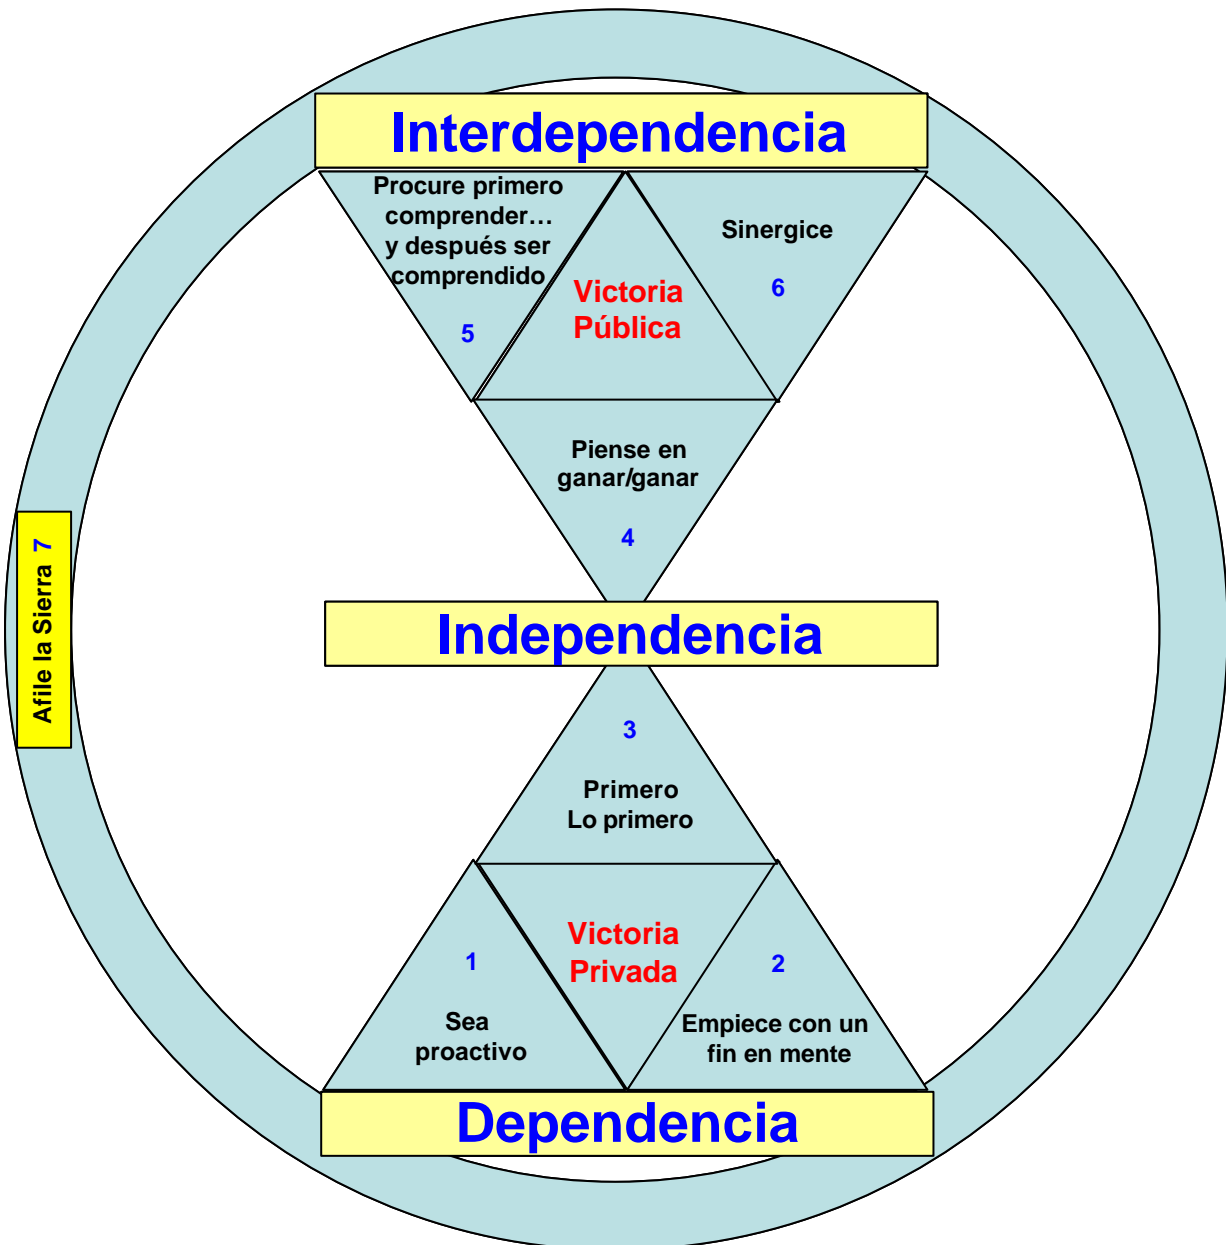 Interdependencia
Procure primero
comprender…
y después ser
comprendido
5
Victoria
Pública
Sinergice
6
Piense en
ganar/ganar
4
Afile la Sierra 7
Independencia
3
Primero
Lo primero
1
Sea
proactivo
Victoria
Privada
2
Empiece con un
fin en mente
Dependencia